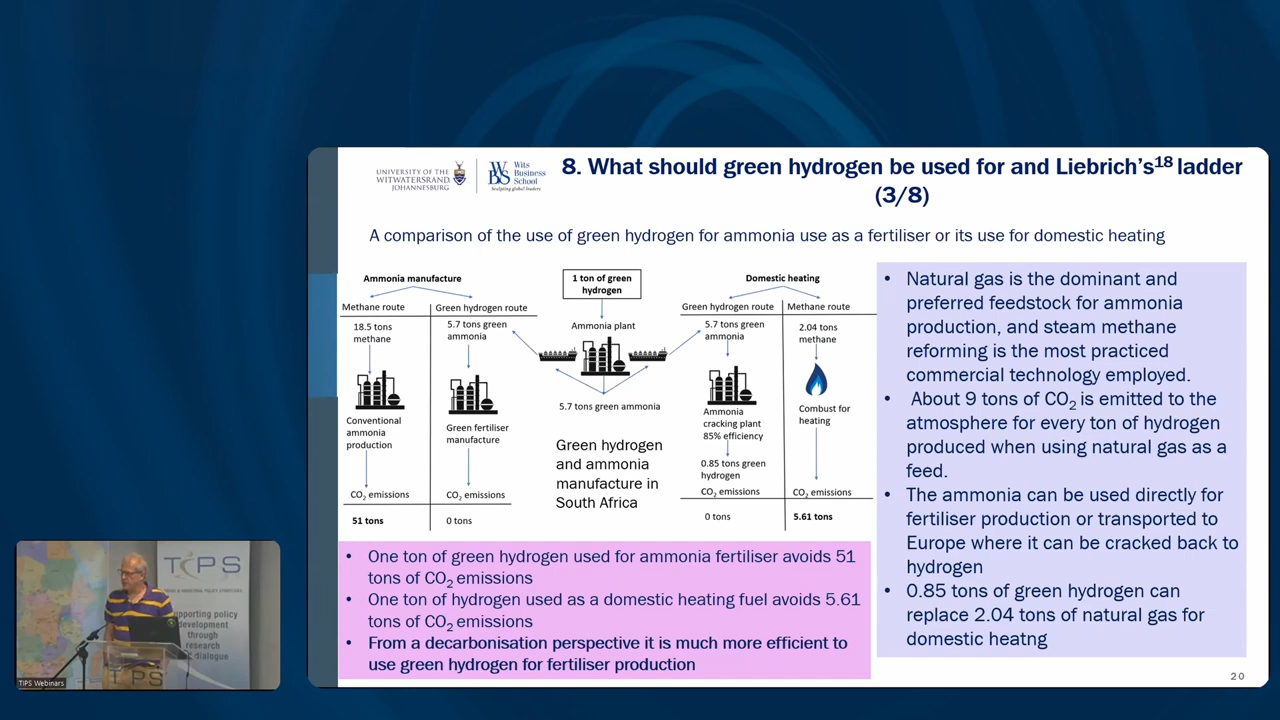 UNIVERSITY OF THE
WITWATERSRAND,
JOHANNESBURG
WBS
Wits
Business
School
Sculpting global leaders
8. What should green hydrogen be used for and Liebrich's18 ladder
(3/8)
A comparison of the use of green hydrogen for ammonia use as a fertiliser or its use for domestic heating
Ammonia manufacture
Methane route
Green hydrogen route
18.5 tons
methane
5.7 tons green
ammonia
Conventional
ammonia
production
Green fertiliser
manufacture
CO2 emissions
CO2 emissions
51 tons
0 tons
1 ton of green
hydrogen
Ammonia plant
5.7 tons green ammonia
Green hydrogen
and ammonia
manufacture in
South Africa
Domestic heating
Green hydrogen route
Methane route
5.7 tons green
ammonia
2.04 tons
methane
Ammonia
cracking plant
85% efficiency
Combust for
heating
0.85 tons green
hydrogen
CO2 emissions
CO2 emissions
0 tons
5.61 tons
• Natural gas is the dominant and
preferred feedstock for ammonia
production, and steam methane
reforming is the most practiced
commercial technology employed.
• About 9 tons of CO2 is emitted to the
atmosphere for every ton of hydrogen
produced when using natural gas as a
feed.
• The ammonia can be used directly for
fertiliser production or transported to
Europe where it can be cracked back to
hydrogen
• 0.85 tons of green hydrogen can
replace 2.04 tons of natural gas for
domestic heatng
• One ton of green hydrogen used for ammonia fertiliser avoids 51
tons of CO2 emissions
• One ton of hydrogen used as a domestic heating fuel avoids 5.61
tons of CO2 emissions
• From a decarbonisation perspective it is much more efficient to
use green hydrogen for fertiliser production
20
TIPS
pporting policy
development
through
research
dialogue
TPS
TIPS Webinars